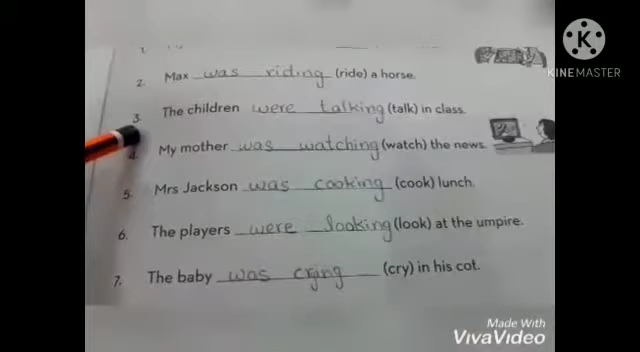 1.
KINEMASTER
2. Max was riding (ride) a horse.
3. The children were talking (talk) in class.
4. My mother was watching (watch) the news.
5. Mrs Jackson was cooking (cook) lunch.
6. The players were looking (look) at the umpire.
7. The baby was crying (cry) in his cot.
Made With
VivaVideo